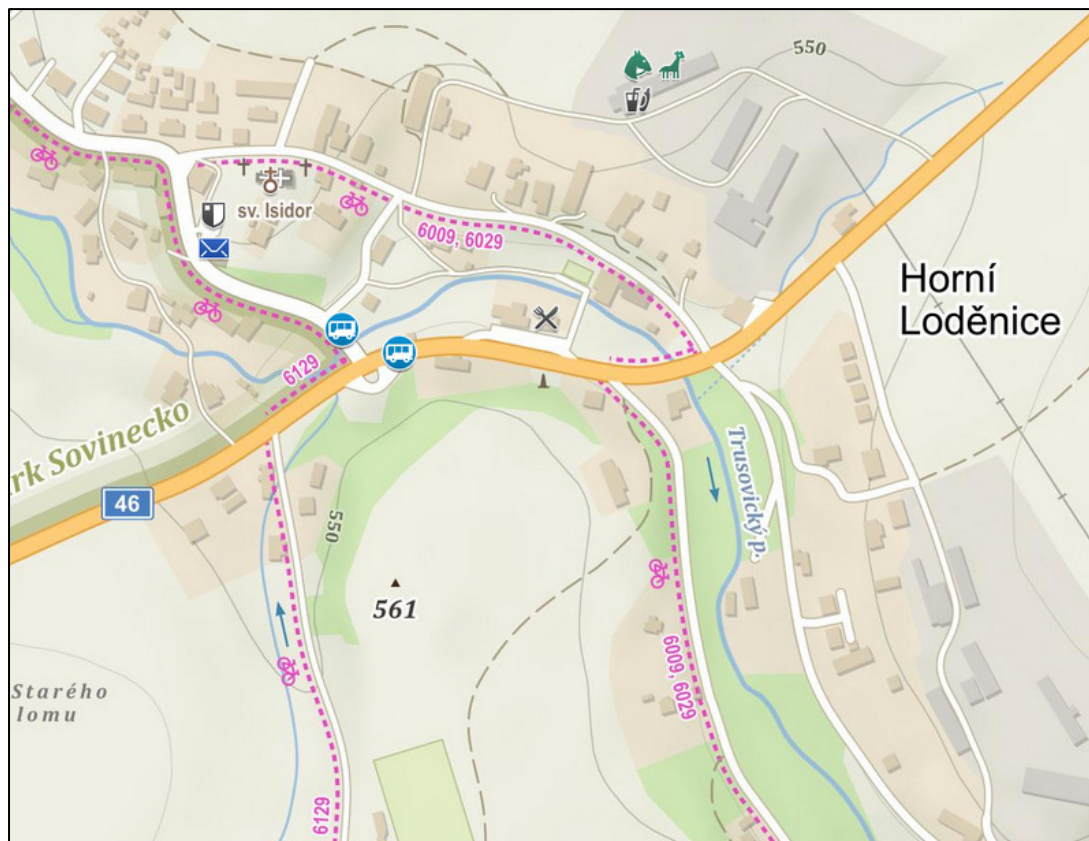 550
sv. Isidor
6009, 6029
Horní
Loděnice
6129
rk Sovinecko
46
Trusovický p.
550
561
6009, 6029
Starého
lomu
6129